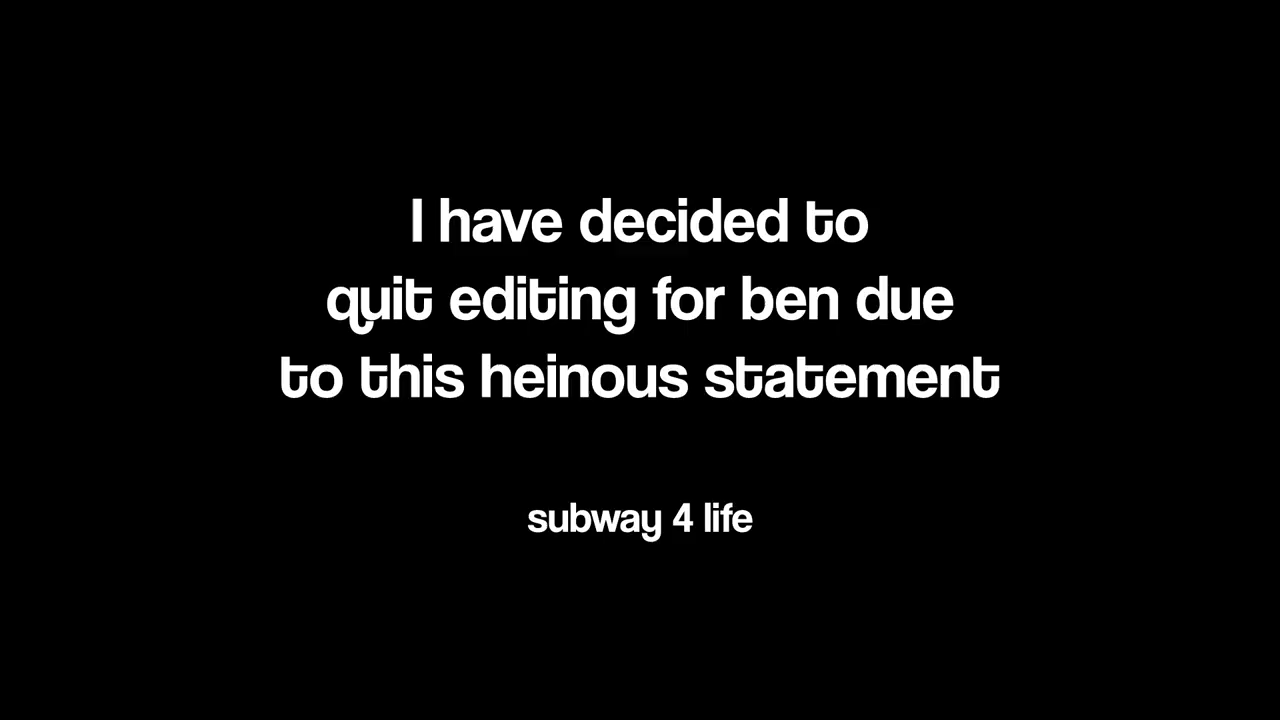 I have decided to
quit editing for ben due
to this heinous statement
subway 4 life